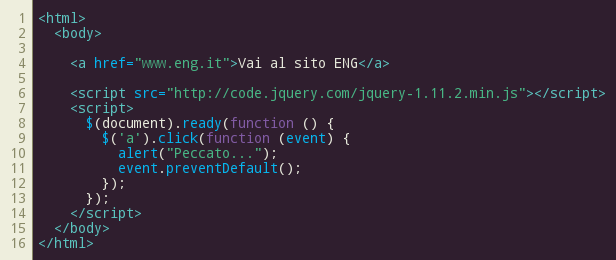 1 <html>
2   <body>
3
4     <a href="www.eng.it">Vai al sito ENG</a>
5
6     <script src="http://code.jquery.com/jquery-1.11.2.min.js"></script>
7     <script>
8       $(document).ready(function () {
9         $('a').click(function (event) {
10           alert("Peccato...");
11           event.preventDefault();
12         });
13       });
14     </script>
15   </body>
16 </html>